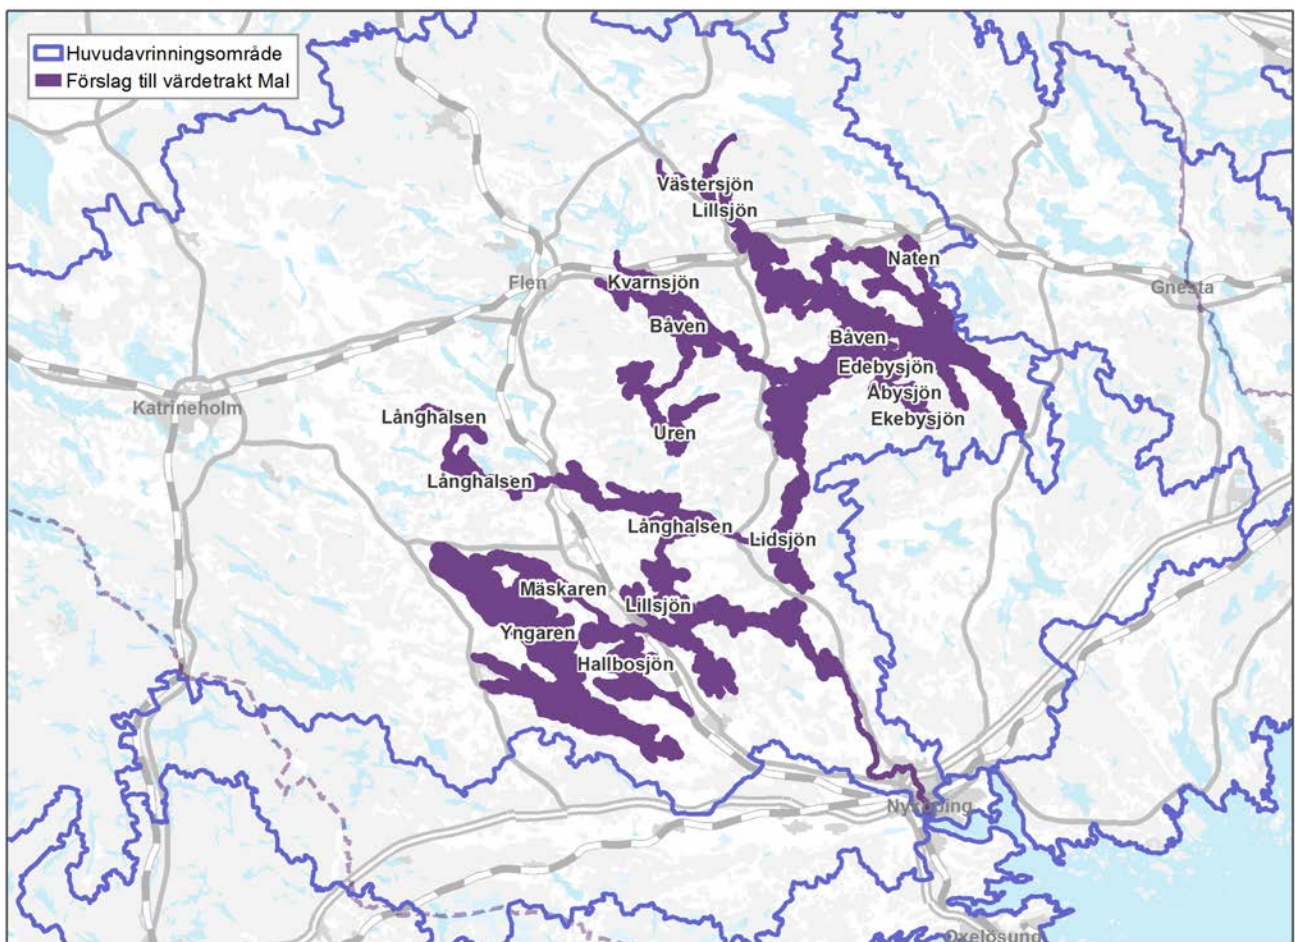 Huvudavrinningsområde
Förslag till värdetrakt Mal
Västersjön
Lillsjön
Naten
Flen
Kvarnsjön
Gnesta
Båven
Båven
Edebysjön
Åbysjön
Katrineholm
Långhalsen
Ekebysjön
Uren
Långhalsen
Långhalsen
Lidsjön
Mäskaren
Lillsjön
Yngaren
Hallbosjön
Nyköping
Oxelösund